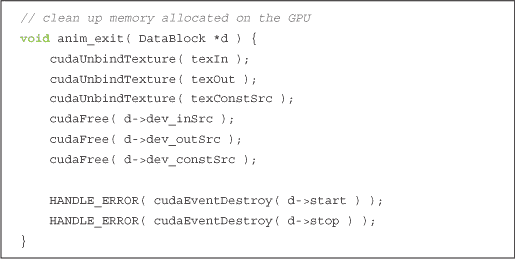 // clean up memory allocated on the GPU
void anim_exit( DataBlock *d ) {
    cudaUnbindTexture( texIn );
    cudaUnbindTexture( texOut );
    cudaUnbindTexture( texConstSrc );
    cudaFree( d->dev_inSrc );
    cudaFree( d->dev_outSrc );
    cudaFree( d->dev_constSrc );
    HANDLE_ERROR( cudaEventDestroy( d->start ) );
    HANDLE_ERROR( cudaEventDestroy( d->stop ) );
}